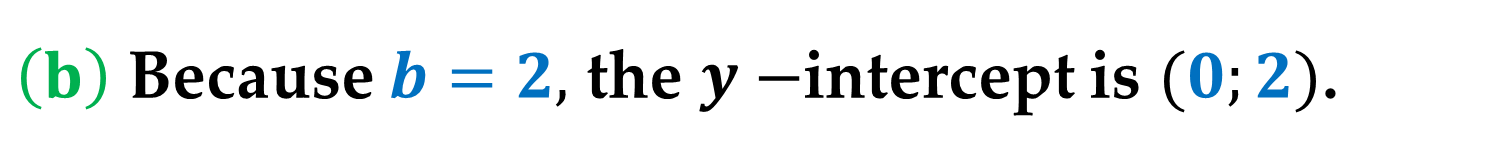 (b) Because b = 2, the y −intercept is (0; 2).